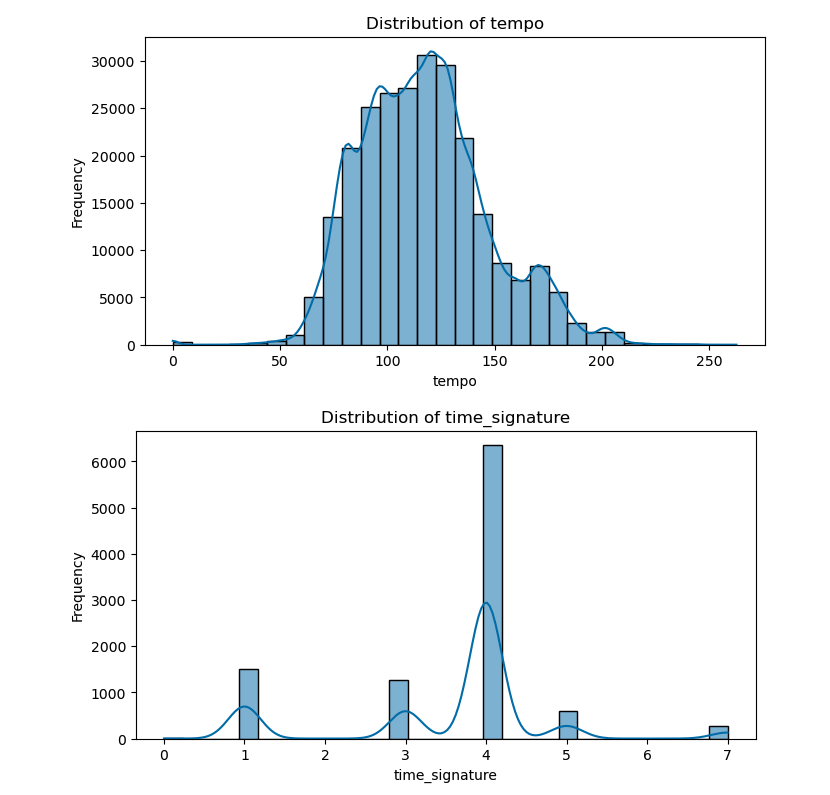 Distribution of tempo
30000
25000
20000
15000
10000
5000
0
Frequency
0 50 100 150 200 250
tempo
Distribution of time_signature
6000
5000
4000
3000
2000
1000
0
Frequency
0 1 2 3 4 5 6 7
time_signature